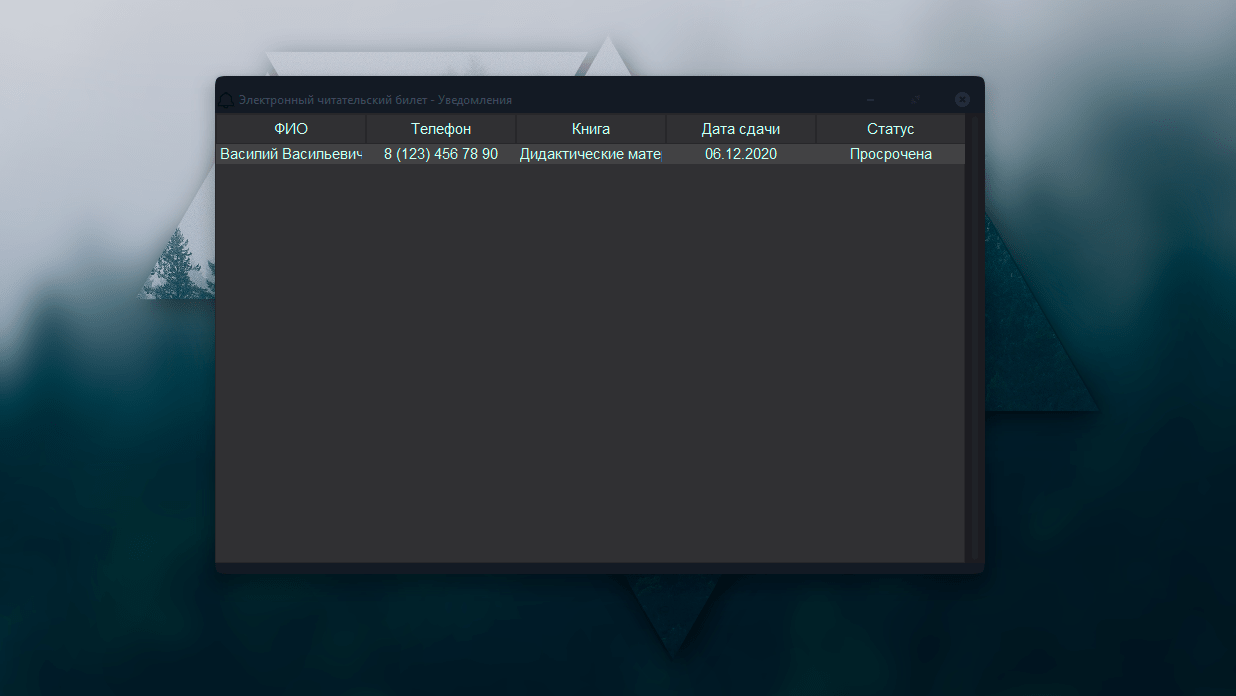 Электронный читательский билет - Уведомления
ФИО Телефон Книга Дата сдачи Статус
Василий Васильевич 8 (123) 456 78 90 Дидактические мате 06.12.2020 Просрочена